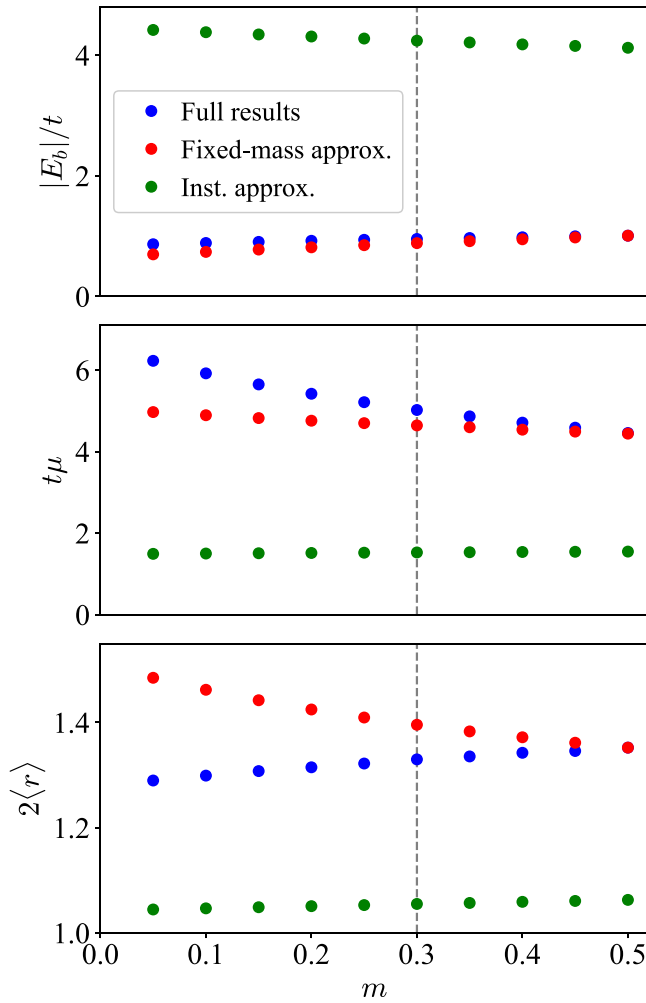 4
|E_b|/t
2
0
Full results
Fixed-mass approx.
Inst. approx.
6
4
tμ
2
0
1.4
2⟨r⟩
1.2
1.0
0.0 0.1 0.2 0.3 0.4 0.5
m